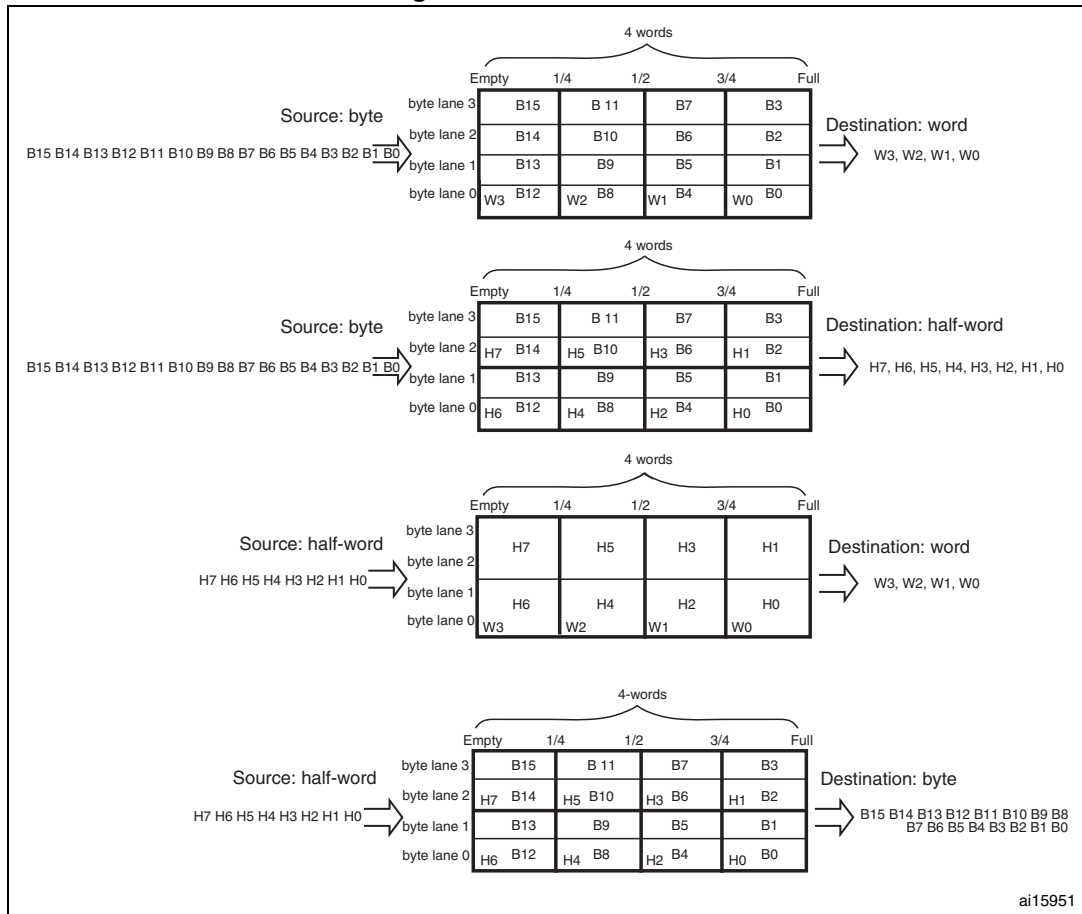 4 words
Empty 1/4 1/2 3/4 Full
byte lane 3 B15 B 11 B7 B3
Source: byte
byte lane 2 B14 B10 B6 B2
Destination: word
B15 B14 B13 B12 B11 B10 B9 B8 B7 B6 B5 B4 B3 B2 B1 B0
W3, W2, W1, W0
byte lane 1 B13 B9 B5 B1
byte lane 0 W3 B12 W2 B8 W1 B4 W0 B0
4 words
Empty 1/4 1/2 3/4 Full
byte lane 3 B15 B 11 B7 B3
Source: byte
Destination: half-word
byte lane 2 H7 B14 H5 B10 H3 B6 H1 B2
B15 B14 B13 B12 B11 B10 B9 B8 B7 B6 B5 B4 B3 B2 B1 B0
H7, H6, H5, H4, H3, H2, H1, H0
byte lane 1 B13 B9 B5 B1
byte lane 0 H6 B12 H4 B8 H2 B4 H0 B0
4 words
Empty 1/4 1/2 3/4 Full
byte lane 3
Source: half-word
H7 H5 H3 H1
Destination: word
byte lane 2
H7 H6 H5 H4 H3 H2 H1 H0
W3, W2, W1, W0
byte lane 1
H6 H4 H2 H0
byte lane 0
W3 W2 W1 W0
4-words
Empty 1/4 1/2 3/4 Full
byte lane 3 B15 B 11 B7 B3
Source: half-word
Destination: byte
byte lane 2 H7 B14 H5 B10 H3 B6 H1 B2
H7 H6 H5 H4 H3 H2 H1 H0
B15 B14 B13 B12 B11 B10 B9 B8
B7 B6 B5 B4 B3 B2 B1 B0
byte lane 1 B13 B9 B5 B1
byte lane 0 H6 B12 H4 B8 H2 B4 H0 B0
ai15951